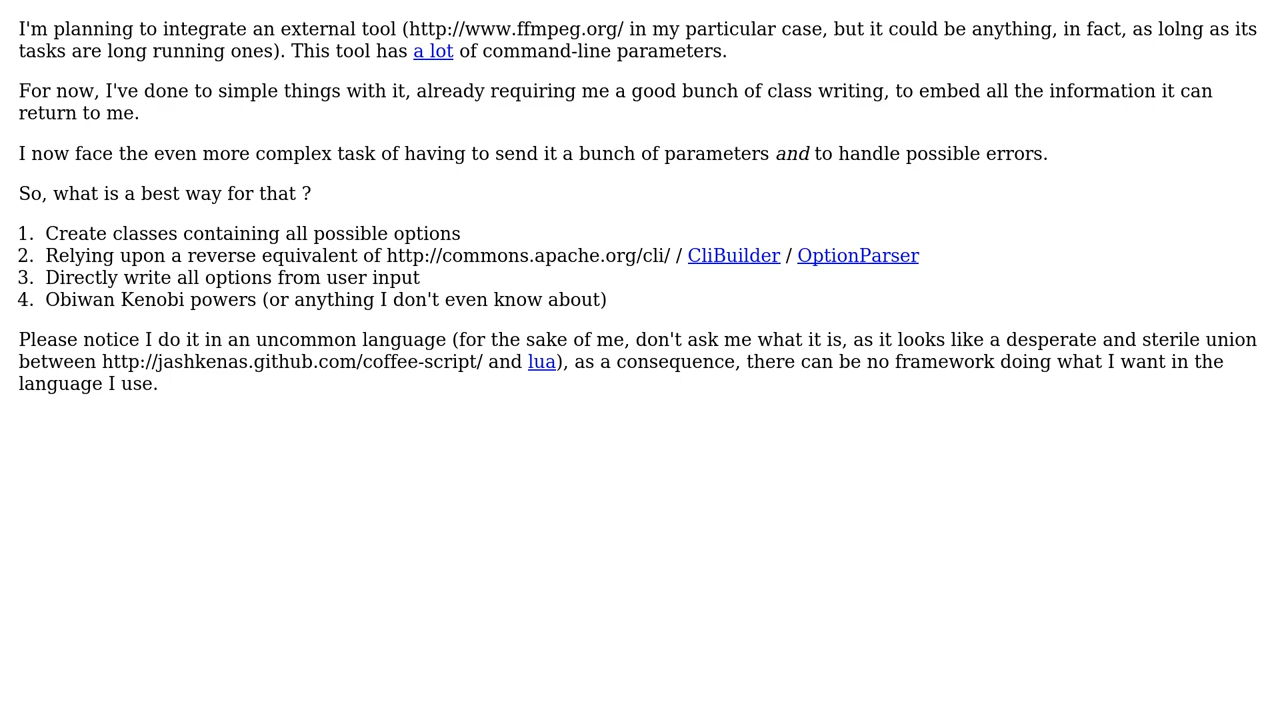 I'm planning to integrate an external tool (http://www.ffmpeg.org/ in my particular case, but it could be anything, in fact, as lolng as its
tasks are long running ones). This tool has a lot of command-line parameters.
For now, I've done to simple things with it, already requiring me a good bunch of class writing, to embed all the information it can
return to me.
I now face the even more complex task of having to send it a bunch of parameters and to handle possible errors.
So, what is a best way for that ?
1. Create classes containing all possible options
2. Relying upon a reverse equivalent of http://commons.apache.org/cli/ / CliBuilder / OptionParser
3. Directly write all options from user input
4. Obiwan Kenobi powers (or anything I don't even know about)
Please notice I do it in an uncommon language (for the sake of me, don't ask me what it is, as it looks like a desperate and sterile union
between http://jashkenas.github.com/coffee-script/ and lua), as a consequence, there can be no framework doing what I want in the
language I use.